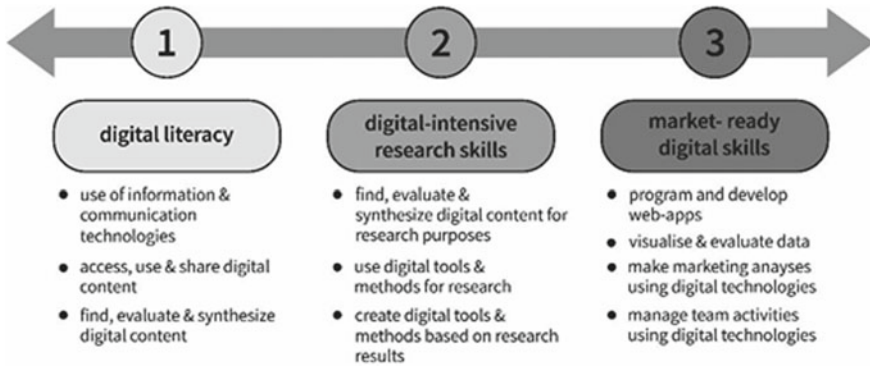 1
2
3
digital literacy
digital-intensive
research skills
market- ready
digital skills
• use of information &
communication
technologies
• access, use & share digital
content
• find, evaluate & synthesize
digital content
• find, evaluate &
synthesize digital content for
research purposes
• use digital tools &
methods for research
• create digital tools &
methods based on research
results
• program and develop
web-apps
• visualise & evaluate data
• make marketing anayses
using digital technologies
• manage team activities
using digital technologies